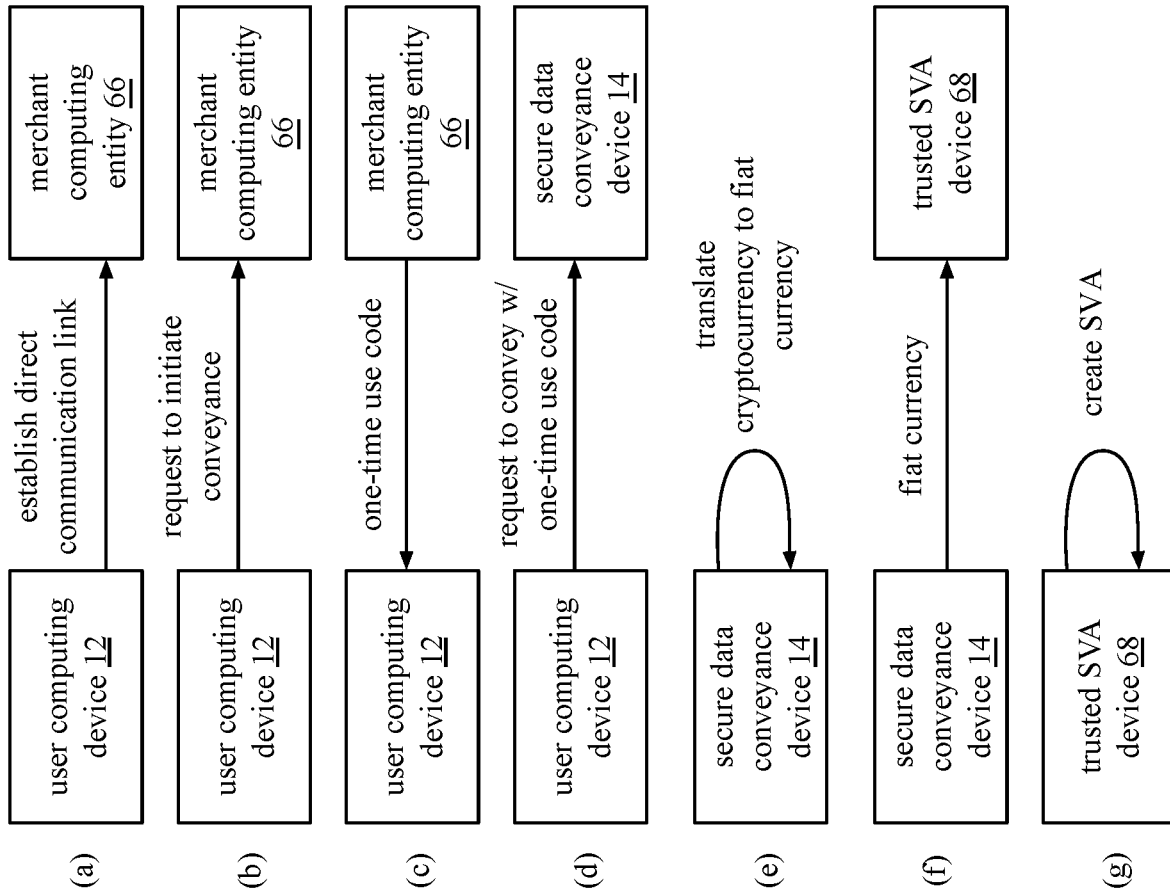 (a)
user computing
device 12
establish direct
communication link
merchant
computing
entity 66
(b)
user computing
device 12
request to initiate
conveyance
merchant
computing entity
66
(c)
user computing
device 12
one-time use code
merchant
computing entity
66
(d)
user computing
device 12
request to convey w/
one-time use code
secure data
conveyance
device 14
(e)
secure data
conveyance
device 14
translate
cryptocurrency to fiat
currency
(f)
secure data
conveyance
device 14
fiat currency
trusted SVA
device 68
(g)
trusted SVA
device 68
create SVA